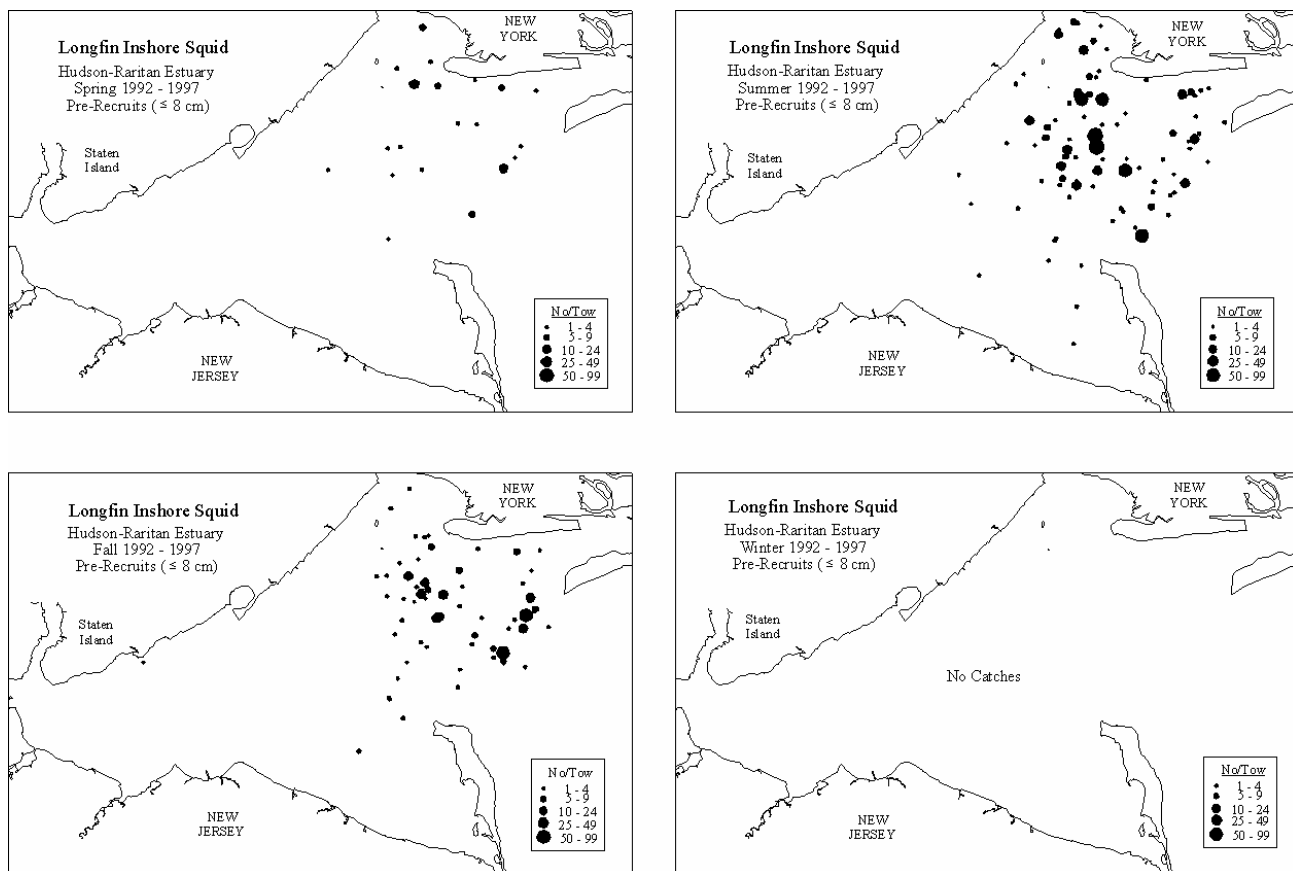 Longfin Inshore Squid
Hudson-Raritan Estuary
Spring 1992 - 1997
Pre-Recruits ( ≤ 8 cm)
NEW
YORK
Staten
Island
NEW
JERSEY
No/Tow
1 - 4
5 - 9
10 - 24
25 - 49
50 - 99
Longfin Inshore Squid
Hudson-Raritan Estuary
Summer 1992 - 1997
Pre-Recruits ( ≤ 8 cm)
NEW
YORK
Staten
Island
NEW
JERSEY
No/Tow
1 - 4
5 - 9
10 - 24
25 - 49
50 - 99
Longfin Inshore Squid
Hudson-Raritan Estuary
Fall 1992 - 1997
Pre-Recruits ( ≤ 8 cm)
NEW
YORK
Staten
Island
NEW
JERSEY
No/Tow
1 - 4
5 - 9
10 - 24
25 - 49
50 - 99
Longfin Inshore Squid
Hudson-Raritan Estuary
Winter 1992 - 1997
Pre-Recruits ( ≤ 8 cm)
NEW
YORK
Staten
Island
No Catches
NEW
JERSEY
No/Tow
1 - 4
5 - 9
10 - 24
25 - 49
50 - 99